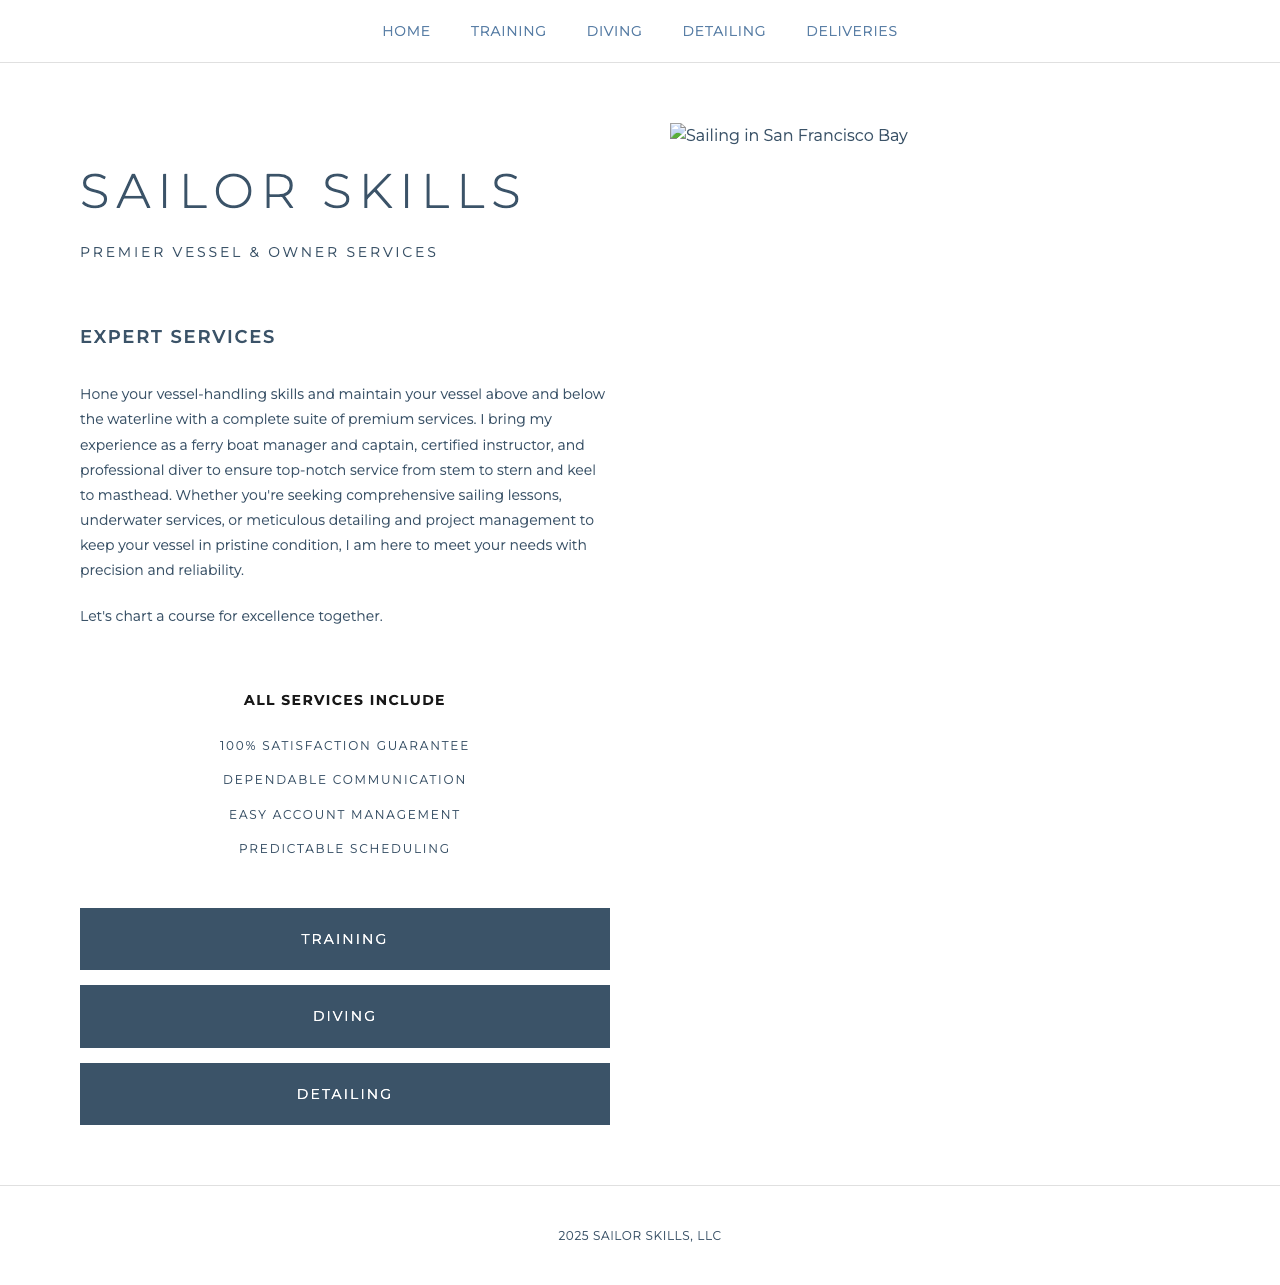 HOME TRAINING DIVING DETAILING DELIVERIES
Sailing in San Francisco Bay
SAILOR SKILLS
PREMIER VESSEL & OWNER SERVICES
EXPERT SERVICES
Hone your vessel-handling skills and maintain your vessel above and below
the waterline with a complete suite of premium services. I bring my
experience as a ferry boat manager and captain, certified instructor, and
professional diver to ensure top-notch service from stem to stern and keel
to masthead. Whether you're seeking comprehensive sailing lessons,
underwater services, or meticulous detailing and project management to
keep your vessel in pristine condition, I am here to meet your needs with
precision and reliability.
Let's chart a course for excellence together.
ALL SERVICES INCLUDE
100% SATISFACTION GUARANTEE
DEPENDABLE COMMUNICATION
EASY ACCOUNT MANAGEMENT
PREDICTABLE SCHEDULING
TRAINING
DIVING
DETAILING
2025 SAILOR SKILLS, LLC